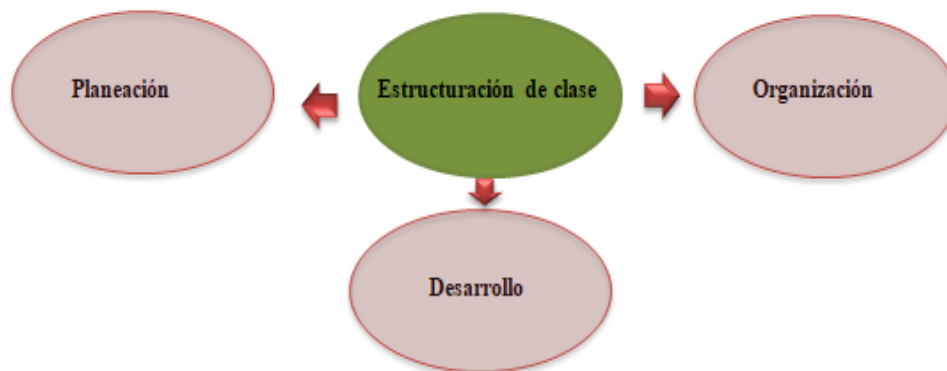 Planeación
Estructuración de clase
Organización
Desarrollo